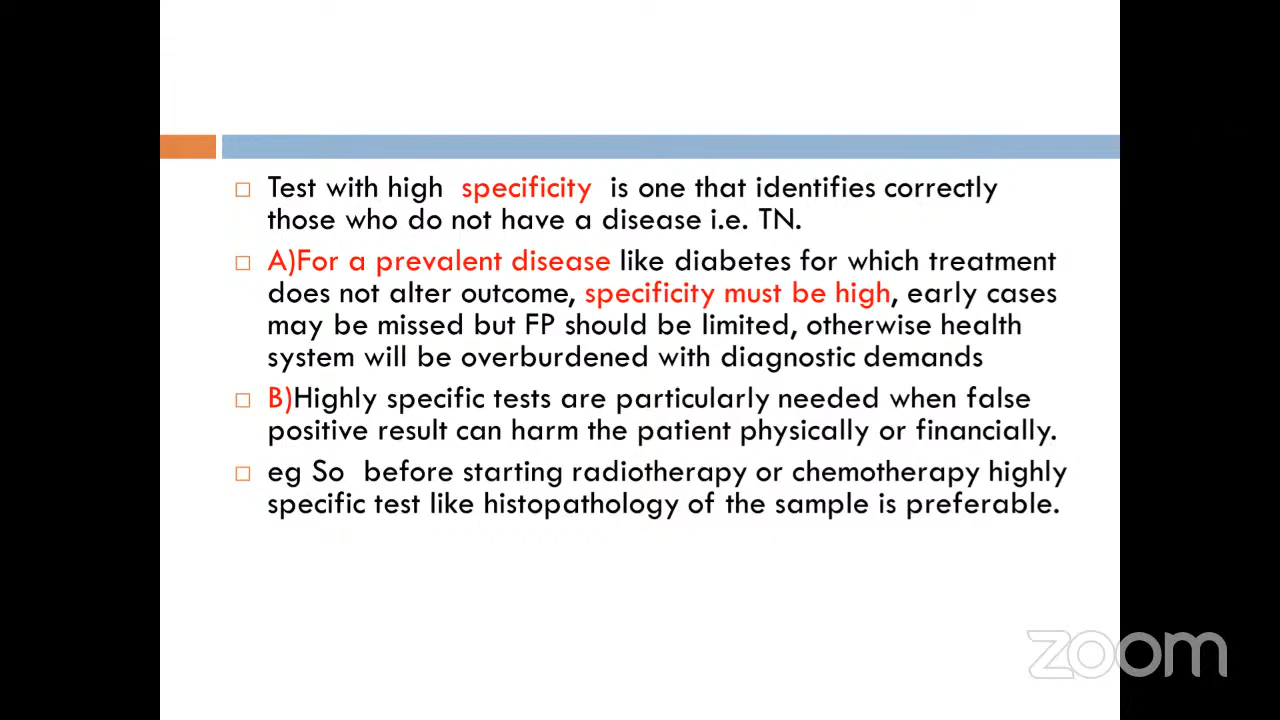 Test with high specificity is one that identifies correctly
those who do not have a disease i.e. TN.
A)For a prevalent disease like diabetes for which treatment
does not alter outcome, specificity must be high, early cases
may be missed but FP should be limited, otherwise health
system will be overburdened with diagnostic demands
B)Highly specific tests are particularly needed when false
positive result can harm the patient physically or financially.
eg So before starting radiotherapy or chemotherapy highly
specific test like histopathology of the sample is preferable.
zoom